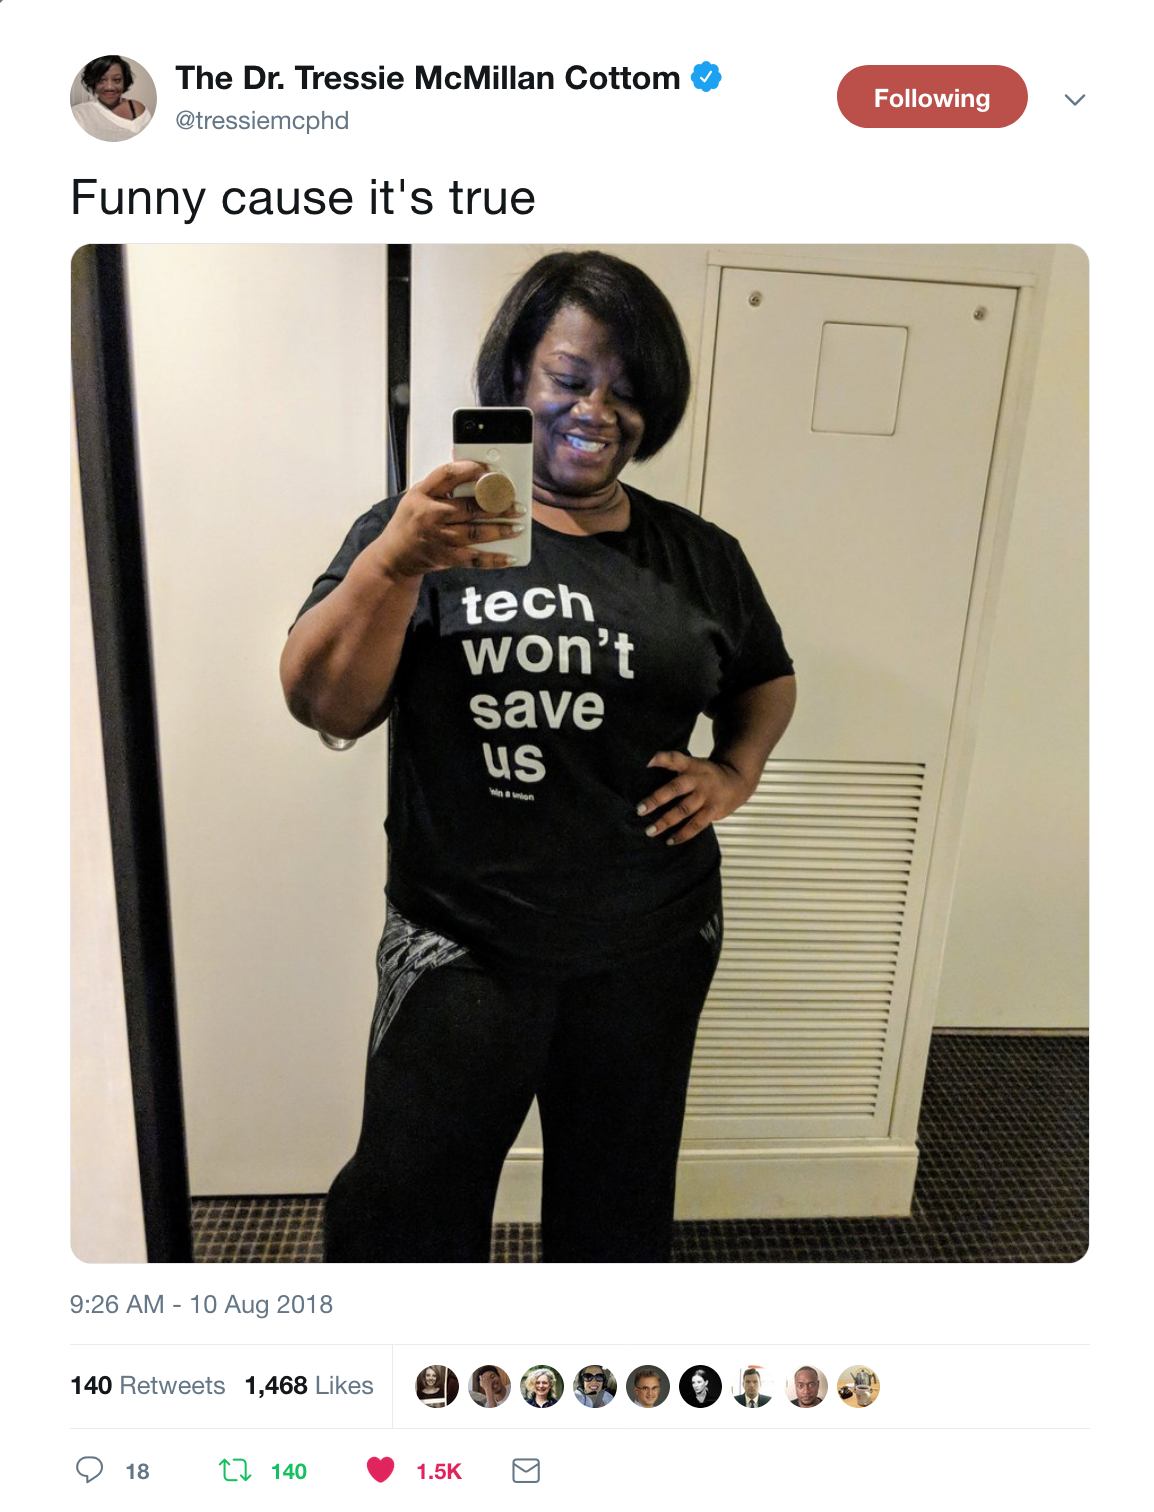 The Dr. Tressie McMillan Cottom
@tressiemcphd
Following
Funny cause it's true
tech
won't
save
us
9:26 AM - 10 Aug 2018
140 Retweets 1,468 Likes
18 140 1.5K